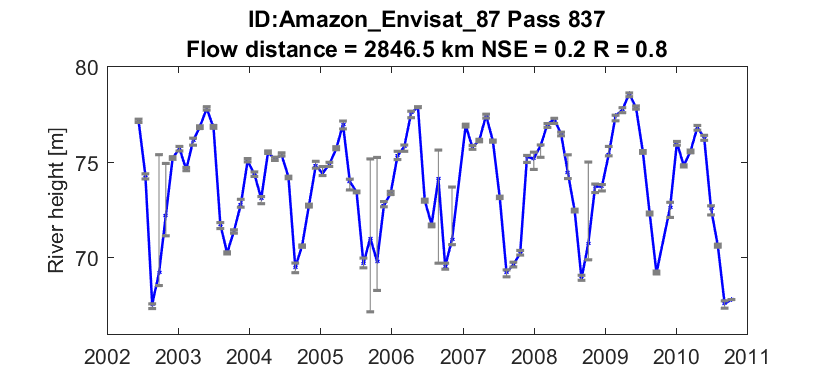 ID:Amazon_Envisat_87 Pass 837
Flow distance = 2846.5 km NSE = 0.2 R = 0.8
River height [m]
80
75
70
2002 2003 2004 2005 2006 2007 2008 2009 2010 2011